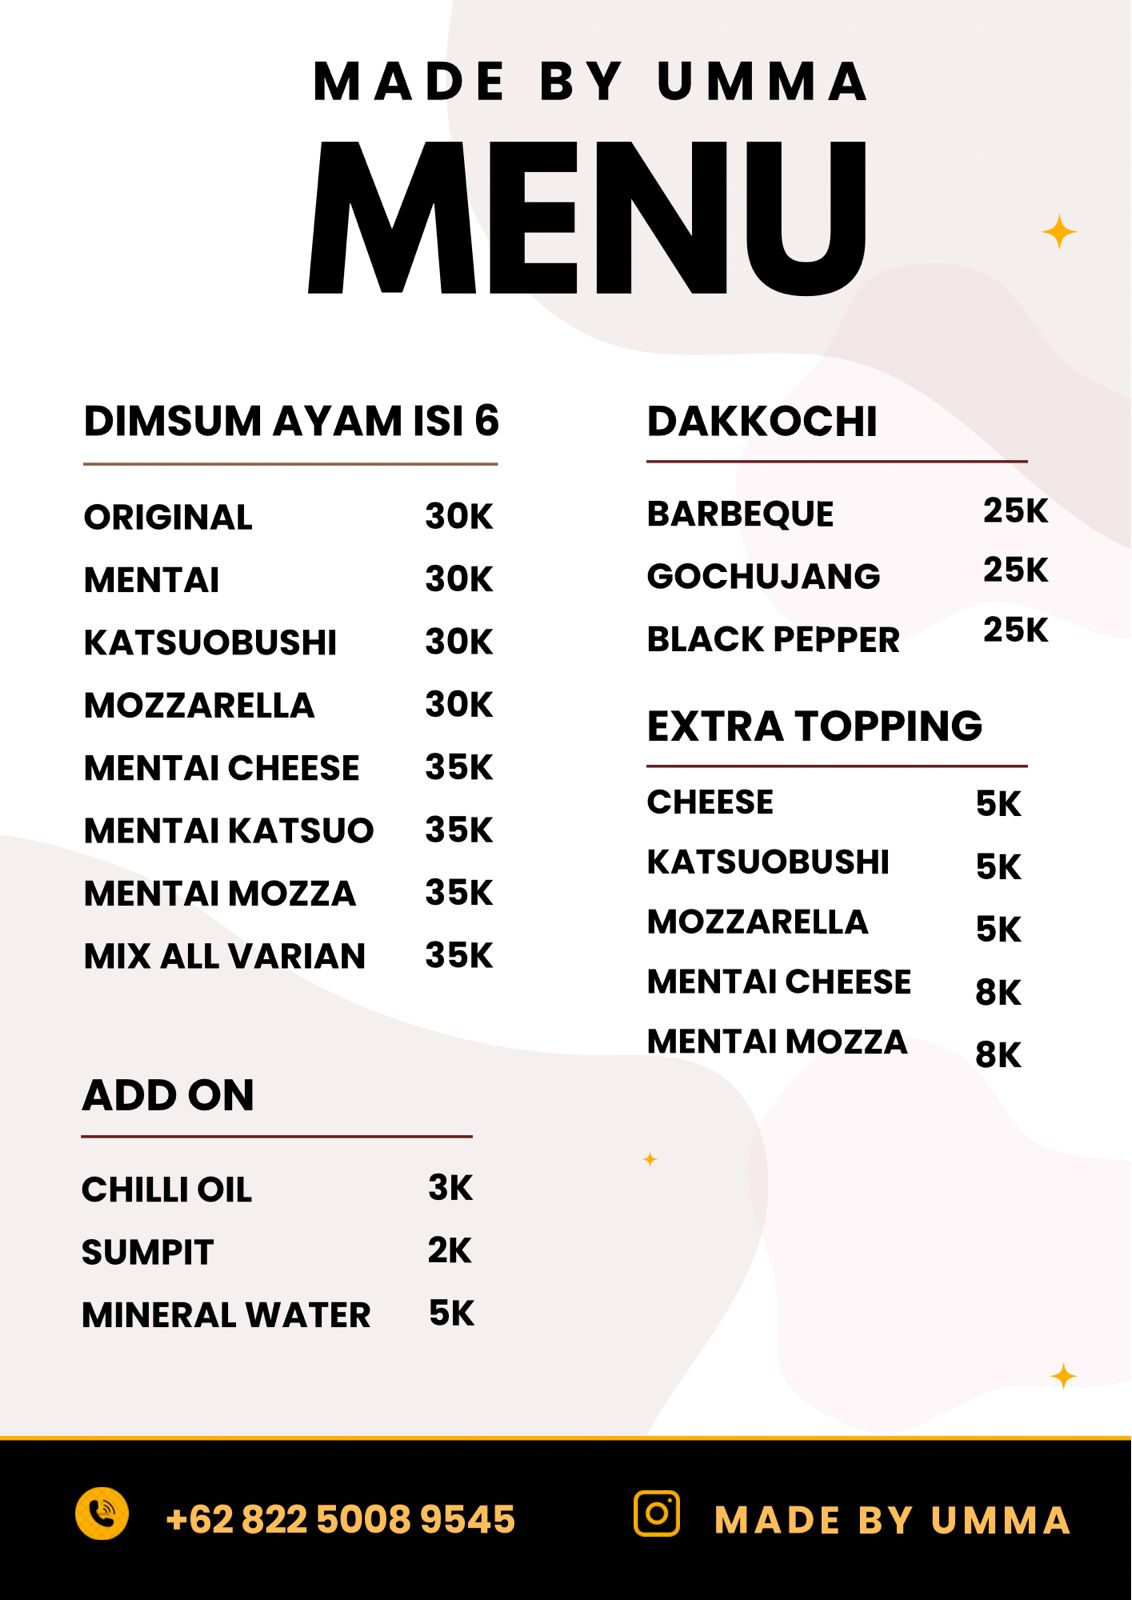 MADE BY UMMA
MENU
DIMSUM AYAM ISI 6
ORIGINAL 30K
MENTAI 30K
KATSUOBUSHI 30K
MOZZARELLA 30K
MENTAI CHEESE 35K
MENTAI KATSUO 35K
MENTAI MOZZA 35K
MIX ALL VARIAN 35K
ADD ON
CHILLI OIL 3K
SUMPIT 2K
MINERAL WATER 5K
DAKKOCHI
BARBEQUE 25K
GOCHUJANG 25K
BLACK PEPPER 25K
EXTRA TOPPING
CHEESE 5K
KATSUOBUSHI 5K
MOZZARELLA 5K
MENTAI CHEESE 8K
MENTAI MOZZA 8K
+62 822 5008 9545
MADE BY UMMA